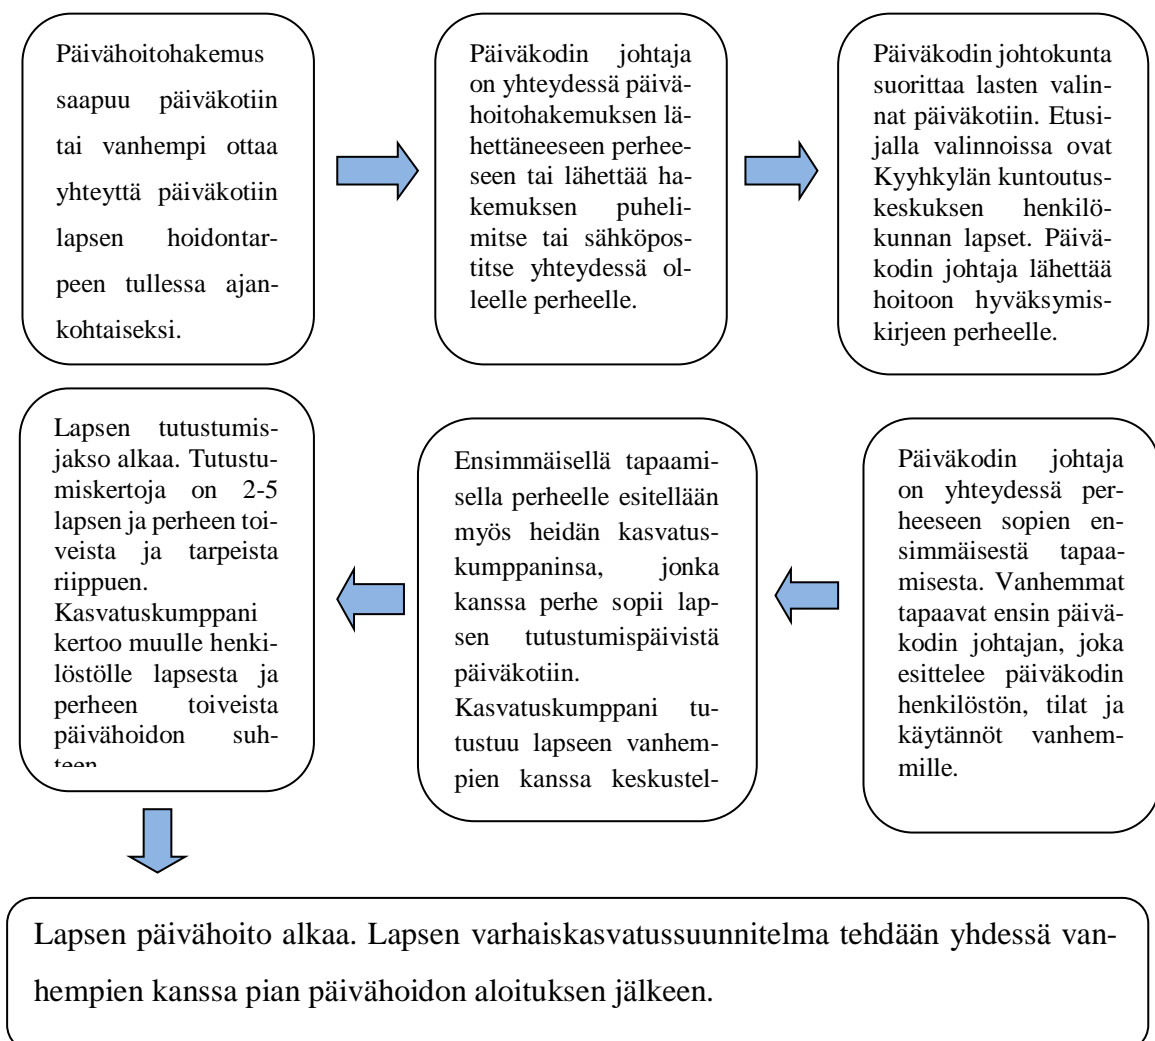 Päivähoitohakemus
saapuu päiväkotiin
tai vanhempi ottaa
yhteyttä päiväkotiin
lapsen hoidontar-
peen tullessa ajan-
kohtaiseksi.
Päiväkodin johtaja
on yhteydessä päivä-
hoitohakemuksen lä-
hettäneeseen perhee-
seen tai lähettää ha-
kemuksen puheli-
mitse tai sähköpos-
titse yhteydessä ol-
leelle perheelle.
Päiväkodin johtokunta
suorittaa lasten valin-
nat päiväkotiin. Etusi-
jalla valinnoissa ovat
Kyyhkylän kuntoutus-
keskuksen henkilö-
kunnan lapset. Päivä-
kodin johtaja lähettää
hoitoon hyväksymis-
kirjeen perheelle.
Päiväkodin johtaja
on yhteydessä per-
heeseen sopien en-
simmäisestä tapaa-
misesta. Vanhemmat
tapaavat ensin päivä-
kodin johtajan, joka
esittelee päiväkodin
henkilöstön, tilat ja
käytännöt vanhem-
mille.
Ensimmäisellä tapaami-
sella perheelle esitellään
myös heidän kasvatus-
kumppaninsa, jonka
kanssa perhe sopii lap-
sen tutustumispäivistä
päiväkotiin.
Kasvatuskumppani tu-
tustuu lapseen vanhem-
pien kanssa keskustel-
Lapsen tutustumis-
jakso alkaa. Tutustu-
miskertoja on 2-5
lapsen ja perheen toi-
veista ja tarpeista
riippuen.
Kasvatuskumppani
kertoo muulle henki-
löstölle lapsesta ja
perheen toiveista
päivähoidon suh-
teen
Lapsen päivähoito alkaa. Lapsen varhaiskasvatussuunnitelma tehdään yhdessä van-
hempien kanssa pian päivähoidon aloituksen jälkeen.